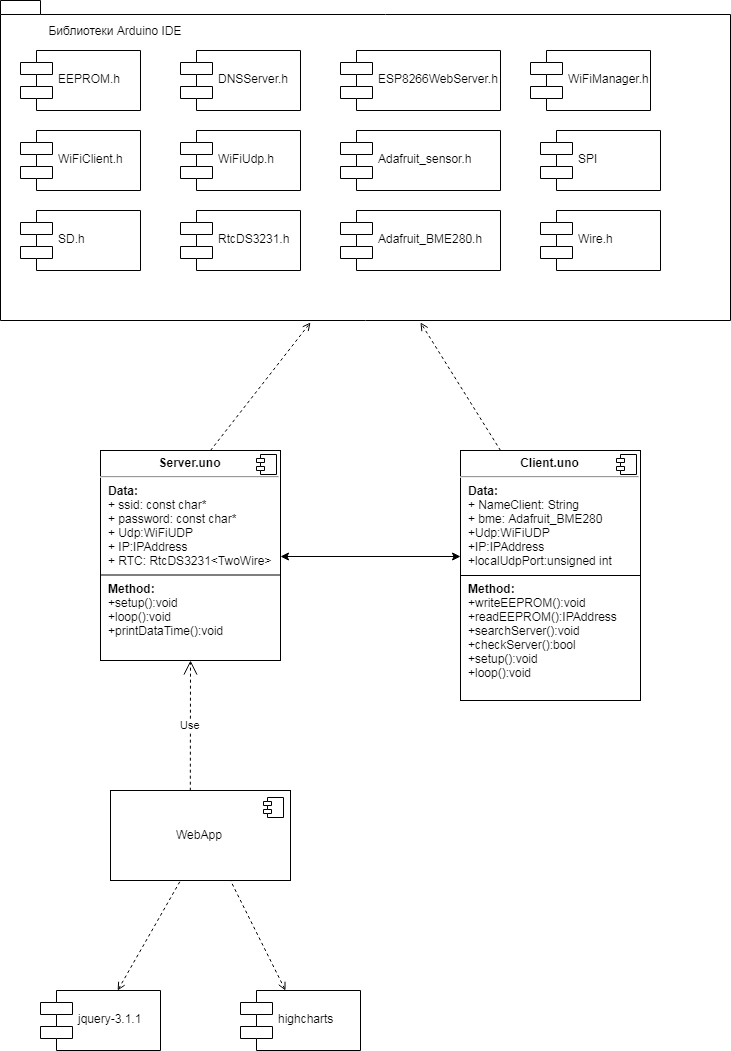 Библиотеки Arduino IDE
EEPROM.h
DNSServer.h
ESP8266WebServer.h
WiFiManager.h
WiFiClient.h
WiFiUdp.h
Adafruit_sensor.h
SPI
SD.h
RtcDS3231.h
Adafruit_BME280.h
Wire.h
Server.uno
Data:
+ ssid: const char*
+ password: const char*
+ Udp:WiFiUDP
+ IP:IPAddress
+ RTC: RtcDS3231<TwoWire>
Method:
+setup():void
+loop():void
+printDataTime():void
Client.uno
Data:
+ NameClient: String
+ bme: Adafruit_BME280
+Udp:WiFiUDP
+IP:IPAddress
+localUdpPort:unsigned int
Method:
+writeEEPROM():void
+readEEPROM():IPAddress
+searchServer():void
+checkServer():bool
+setup():void
+loop():void
Use
WebApp
jquery-3.1.1
highcharts